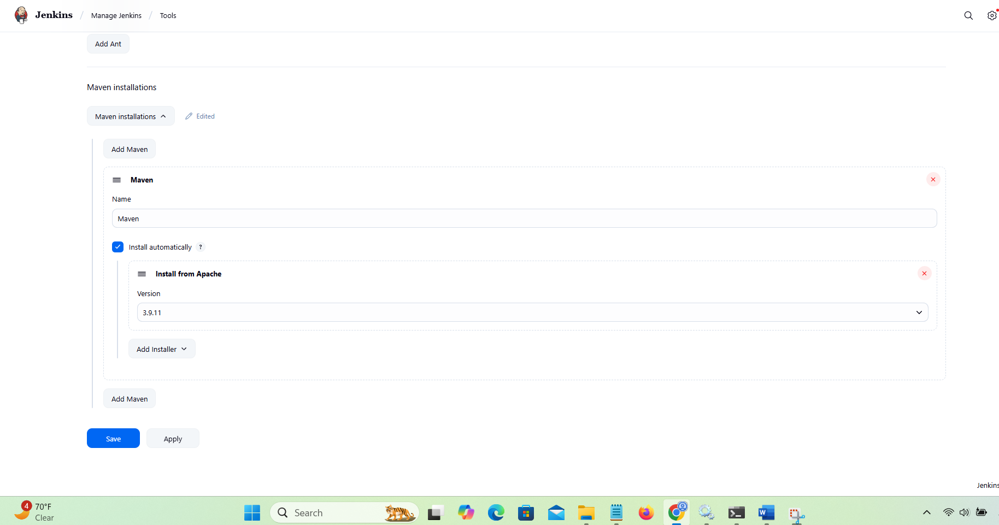 Jenkins / Manage Jenkins / Tools
Add Ant
Maven installations
Maven installations
Edited
Add Maven
Maven
Name
Maven
Install automatically ?
Install from Apache
Version
3.9.11
Add Installer
Add Maven
Save
Apply
Jenkins
4
70°F
Clear
Search